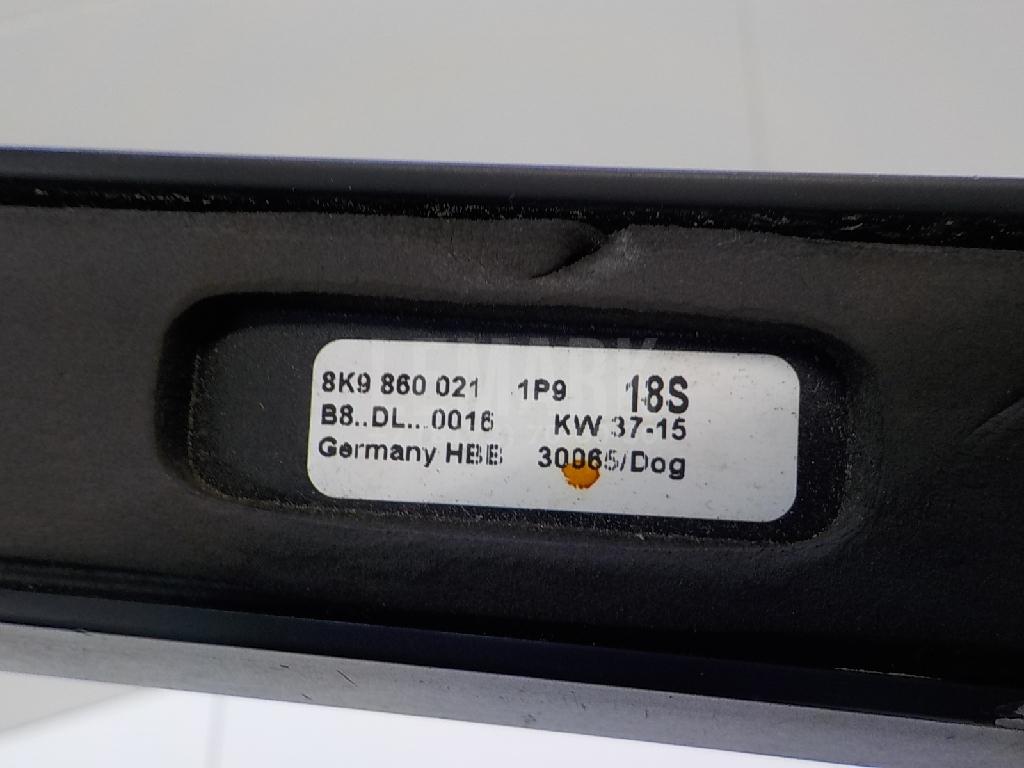 8K9 860 021 1P9 18S
B8..DL...0016 KW 37-15
Germany HBB 30065/Dog